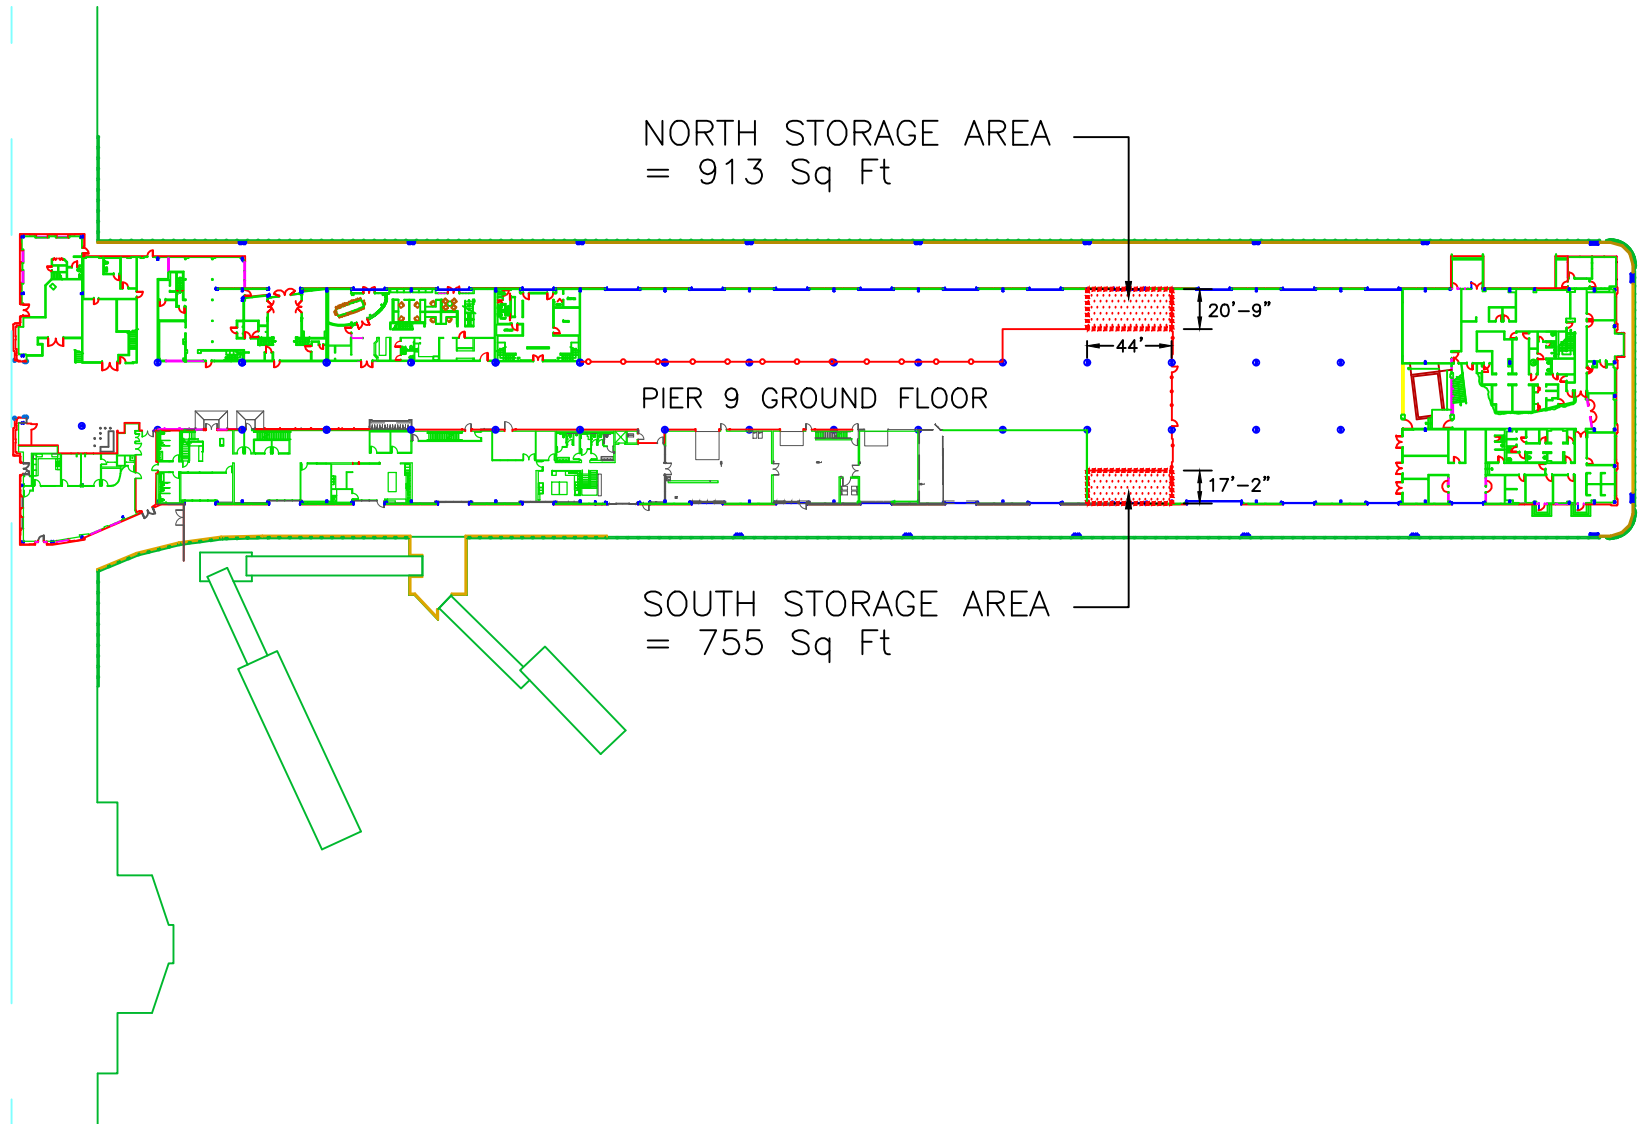 NORTH STORAGE AREA
= 913 Sq Ft
20'-9"
44'
PIER 9 GROUND FLOOR
17'-2"
SOUTH STORAGE AREA
= 755 Sq Ft